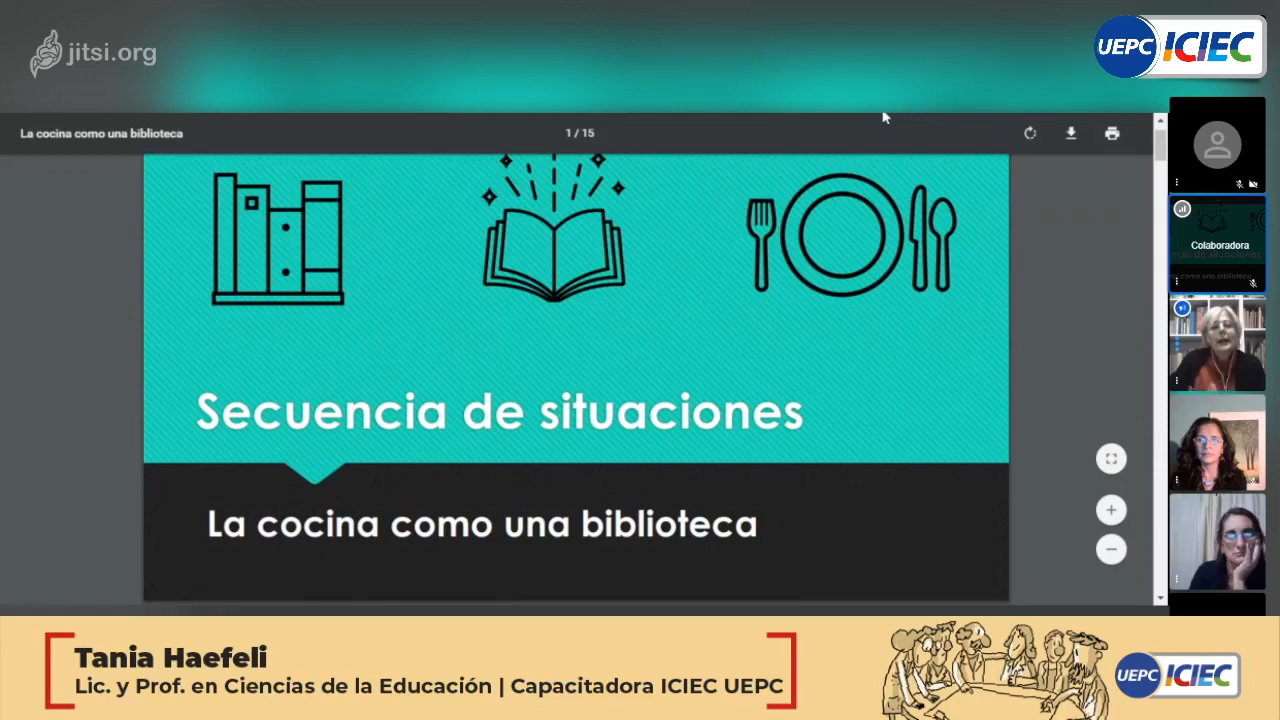 jitsi.org
UEPC ICIEC
La cocina como una biblioteca
1 / 15
Colaboradora
Secuencia de situaciones
La cocina como una biblioteca
Tania Haefeli
Lic. y Prof. en Ciencias de la Educación | Capacitadora ICIEC UEPC
UEPC ICIEC